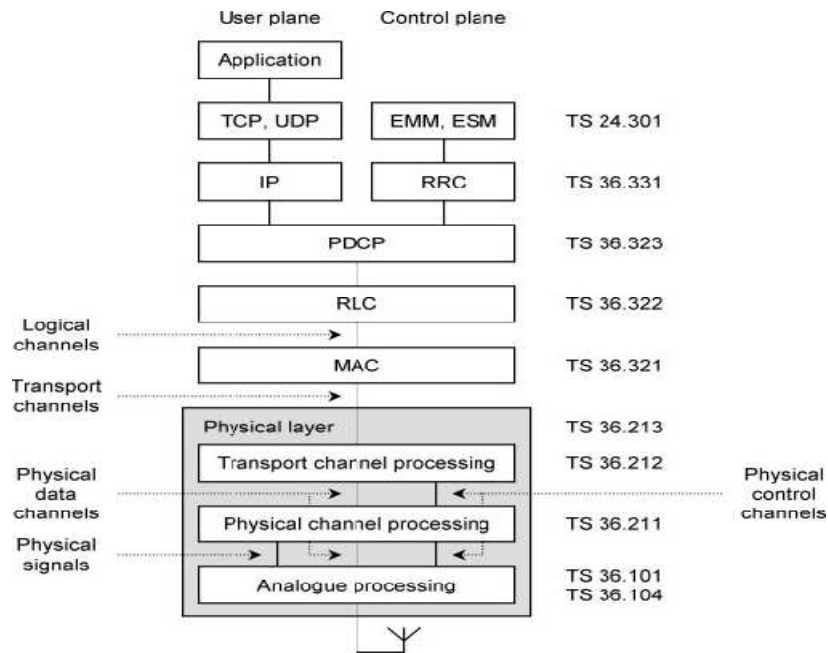 User plane
Control plane
Application
TCP, UDP
EMM, ESM
TS 24.301
IP
RRC
TS 36.331
PDCP
TS 36.323
RLC
TS 36.322
Logical
channels
MAC
TS 36.321
Transport
channels
Physical layer
TS 36.213
Transport channel processing
TS 36.212
Physical
data
channels
Physical
control
channels
Physical channel processing
TS 36.211
Physical
signals
Analogue processing
TS 36.101
TS 36.104